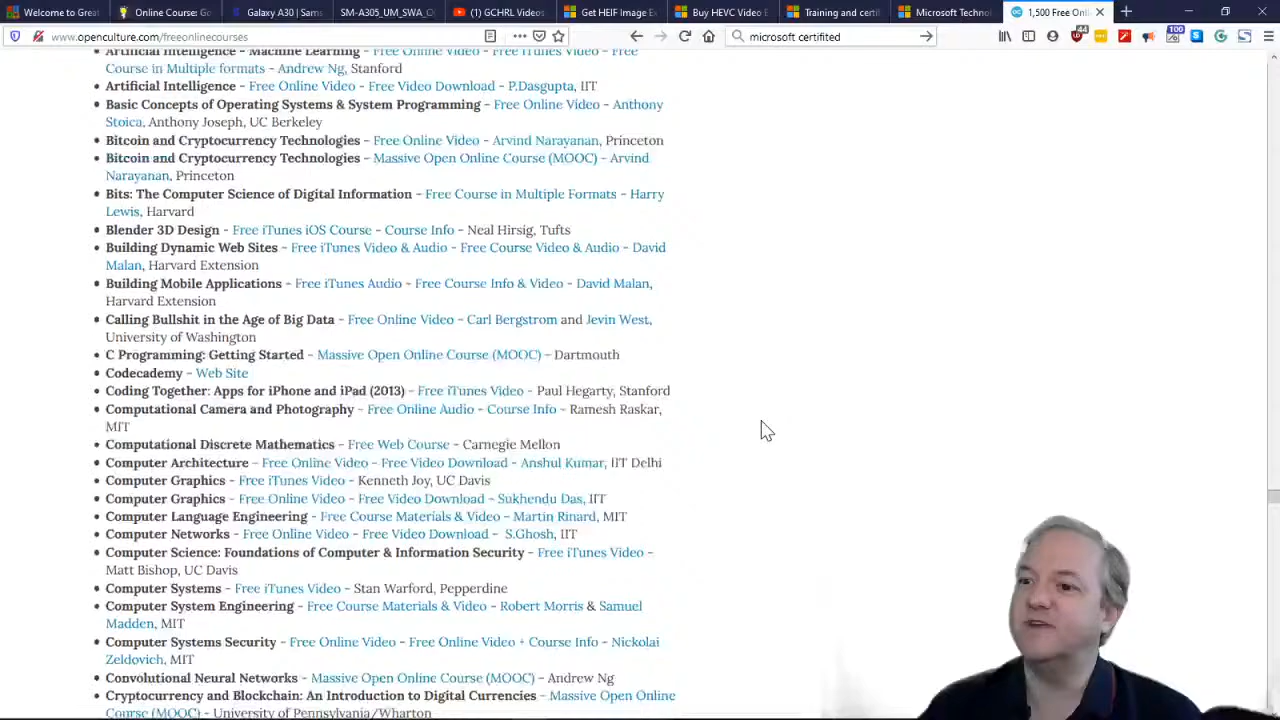 Welcome to Great
Online Course: Go
Galaxy A30 | Sams
SM-A305_UM_SWA_O
(1) GCHRL Videos
Get HEIF Image Ex
Buy HEVC Video E
Training and certif
Microsoft Technol
1,500 Free Onli
www.openculture.com/freeonlinecourses
microsoft certifited
44
100
Artificial Intelligence - Machine Learning - Free Online Video - Free iTunes Video - Free
Course in Multiple formats - Andrew Ng, Stanford
Artificial Intelligence - Free Online Video - Free Video Download - P.Dasgupta, IIT
Basic Concepts of Operating Systems & System Programming - Free Online Video - Anthony
Stoica, Anthony Joseph, UC Berkeley
Bitcoin and Cryptocurrency Technologies - Free Online Video - Arvind Narayanan, Princeton
Bitcoin and Cryptocurrency Technologies - Massive Open Online Course (MOOC) - Arvind
Narayanan, Princeton
Bits: The Computer Science of Digital Information - Free Course in Multiple Formats - Harry
Lewis, Harvard
Blender 3D Design - Free iTunes iOS Course - Course Info - Neal Hirsig, Tufts
Building Dynamic Web Sites - Free iTunes Video & Audio - Free Course Video & Audio - David
Malan, Harvard Extension
Building Mobile Applications - Free iTunes Audio - Free Course Info & Video - David Malan,
Harvard Extension
Calling Bullshit in the Age of Big Data - Free Online Video - Carl Bergstrom and Jevin West,
University of Washington
C Programming: Getting Started - Massive Open Online Course (MOOC) - Dartmouth
Codecademy - Web Site
Coding Together: Apps for iPhone and iPad (2013) - Free iTunes Video - Paul Hegarty, Stanford
Computational Camera and Photography - Free Online Audio - Course Info - Ramesh Raskar,
MIT
Computational Discrete Mathematics - Free Web Course - Carnegie Mellon
Computer Architecture - Free Online Video - Free Video Download - Anshul Kumar, IIT Delhi
Computer Graphics - Free iTunes Video - Kenneth Joy, UC Davis
Computer Graphics - Free Online Video - Free Video Download - Sukhendu Das, IIT
Computer Language Engineering - Free Course Materials & Video - Martin Rinard, MIT
Computer Networks - Free Online Video - Free Video Download - S.Ghosh, IIT
Computer Science: Foundations of Computer & Information Security - Free iTunes Video -
Matt Bishop, UC Davis
Computer Systems - Free iTunes Video - Stan Warford, Pepperdine
Computer System Engineering - Free Course Materials & Video - Robert Morris & Samuel
Madden, MIT
Computer Systems Security - Free Online Video - Free Online Video + Course Info - Nickolai
Zeldovich, MIT
Convolutional Neural Networks - Massive Open Online Course (MOOC) - Andrew Ng
Cryptocurrency and Blockchain: An Introduction to Digital Currencies - Massive Open Online
Course (MOOC) - University of Pennsylvania/Wharton